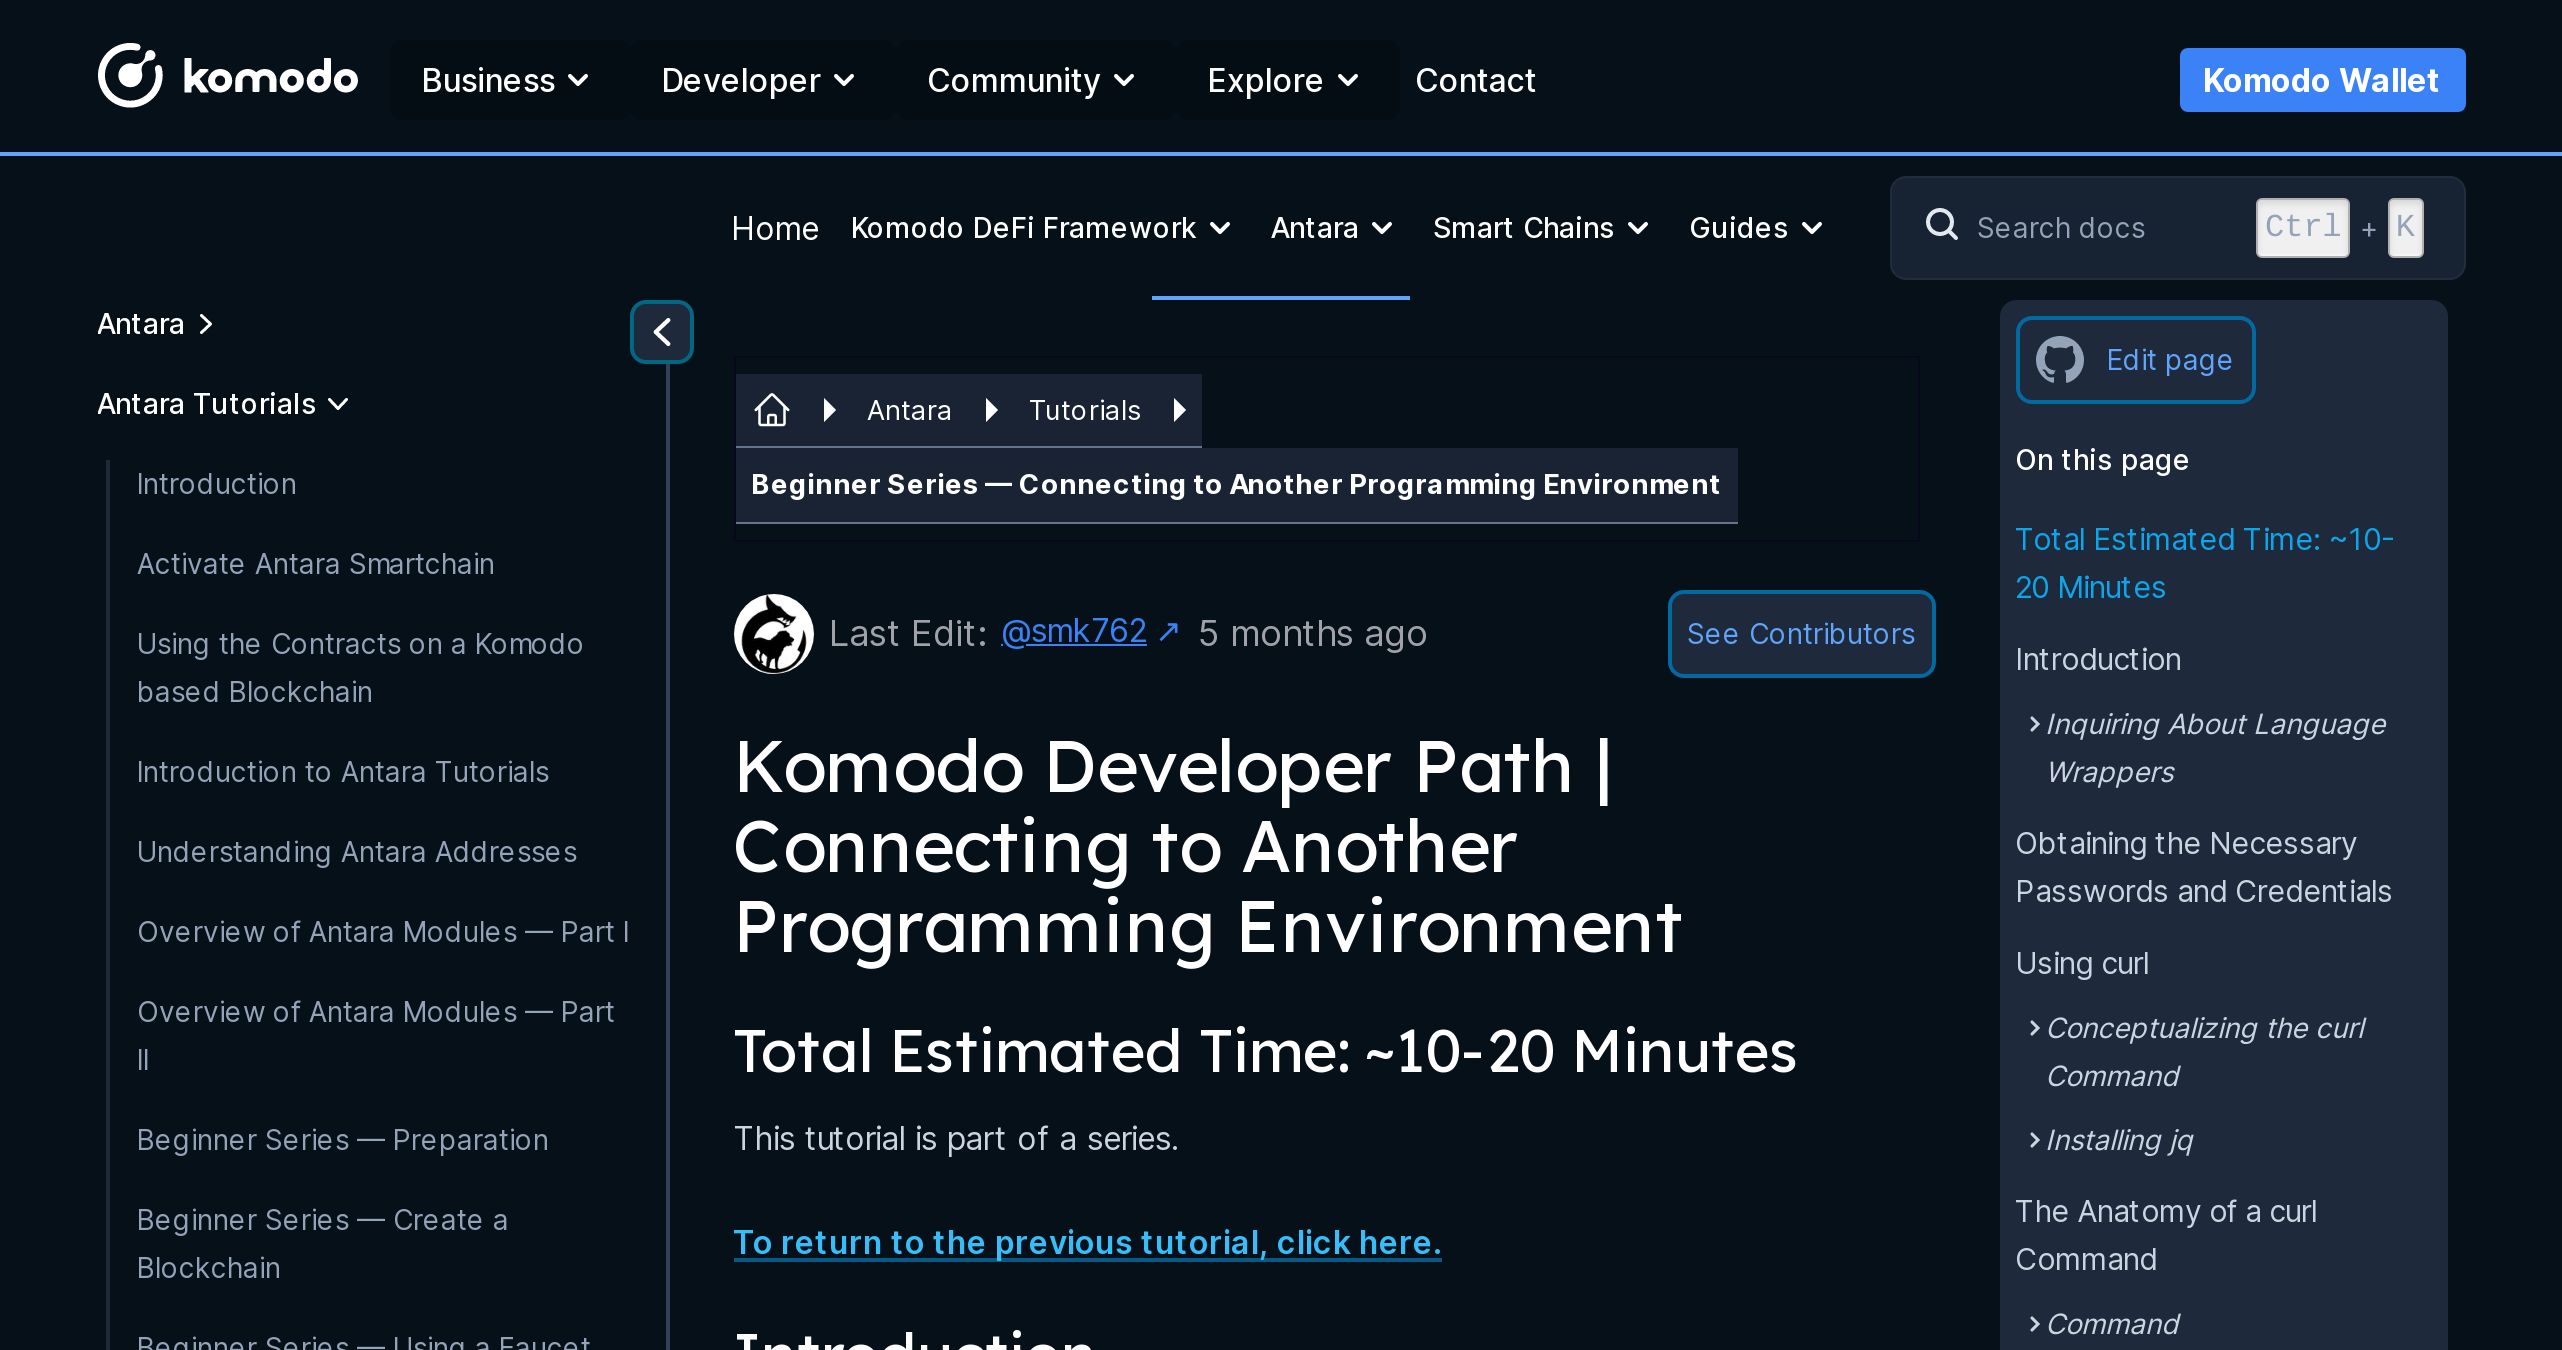 komodo
Business
Developer
Community
Explore
Contact
Komodo Wallet
Home
Komodo DeFi Framework
Antara
Smart Chains
Guides
Search docs
Ctrl + K
Antara
Antara Tutorials
Introduction
Activate Antara Smartchain
Using the Contracts on a Komodo
based Blockchain
Introduction to Antara Tutorials
Understanding Antara Addresses
Overview of Antara Modules — Part I
Overview of Antara Modules — Part
II
Beginner Series — Preparation
Beginner Series — Create a
Blockchain
Beginner Series — Using a Faucet
Antara
Tutorials
Beginner Series — Connecting to Another Programming Environment
Last Edit: @smk762 ↗ 5 months ago
See Contributors
Komodo Developer Path |
Connecting to Another
Programming Environment
Total Estimated Time: ~10-20 Minutes
This tutorial is part of a series.
To return to the previous tutorial, click here.
Introduction
Edit page
On this page
Total Estimated Time: ~10-
20 Minutes
Introduction
Inquiring About Language
Wrappers
Obtaining the Necessary
Passwords and Credentials
Using curl
Conceptualizing the curl
Command
Installing jq
The Anatomy of a curl
Command
Command